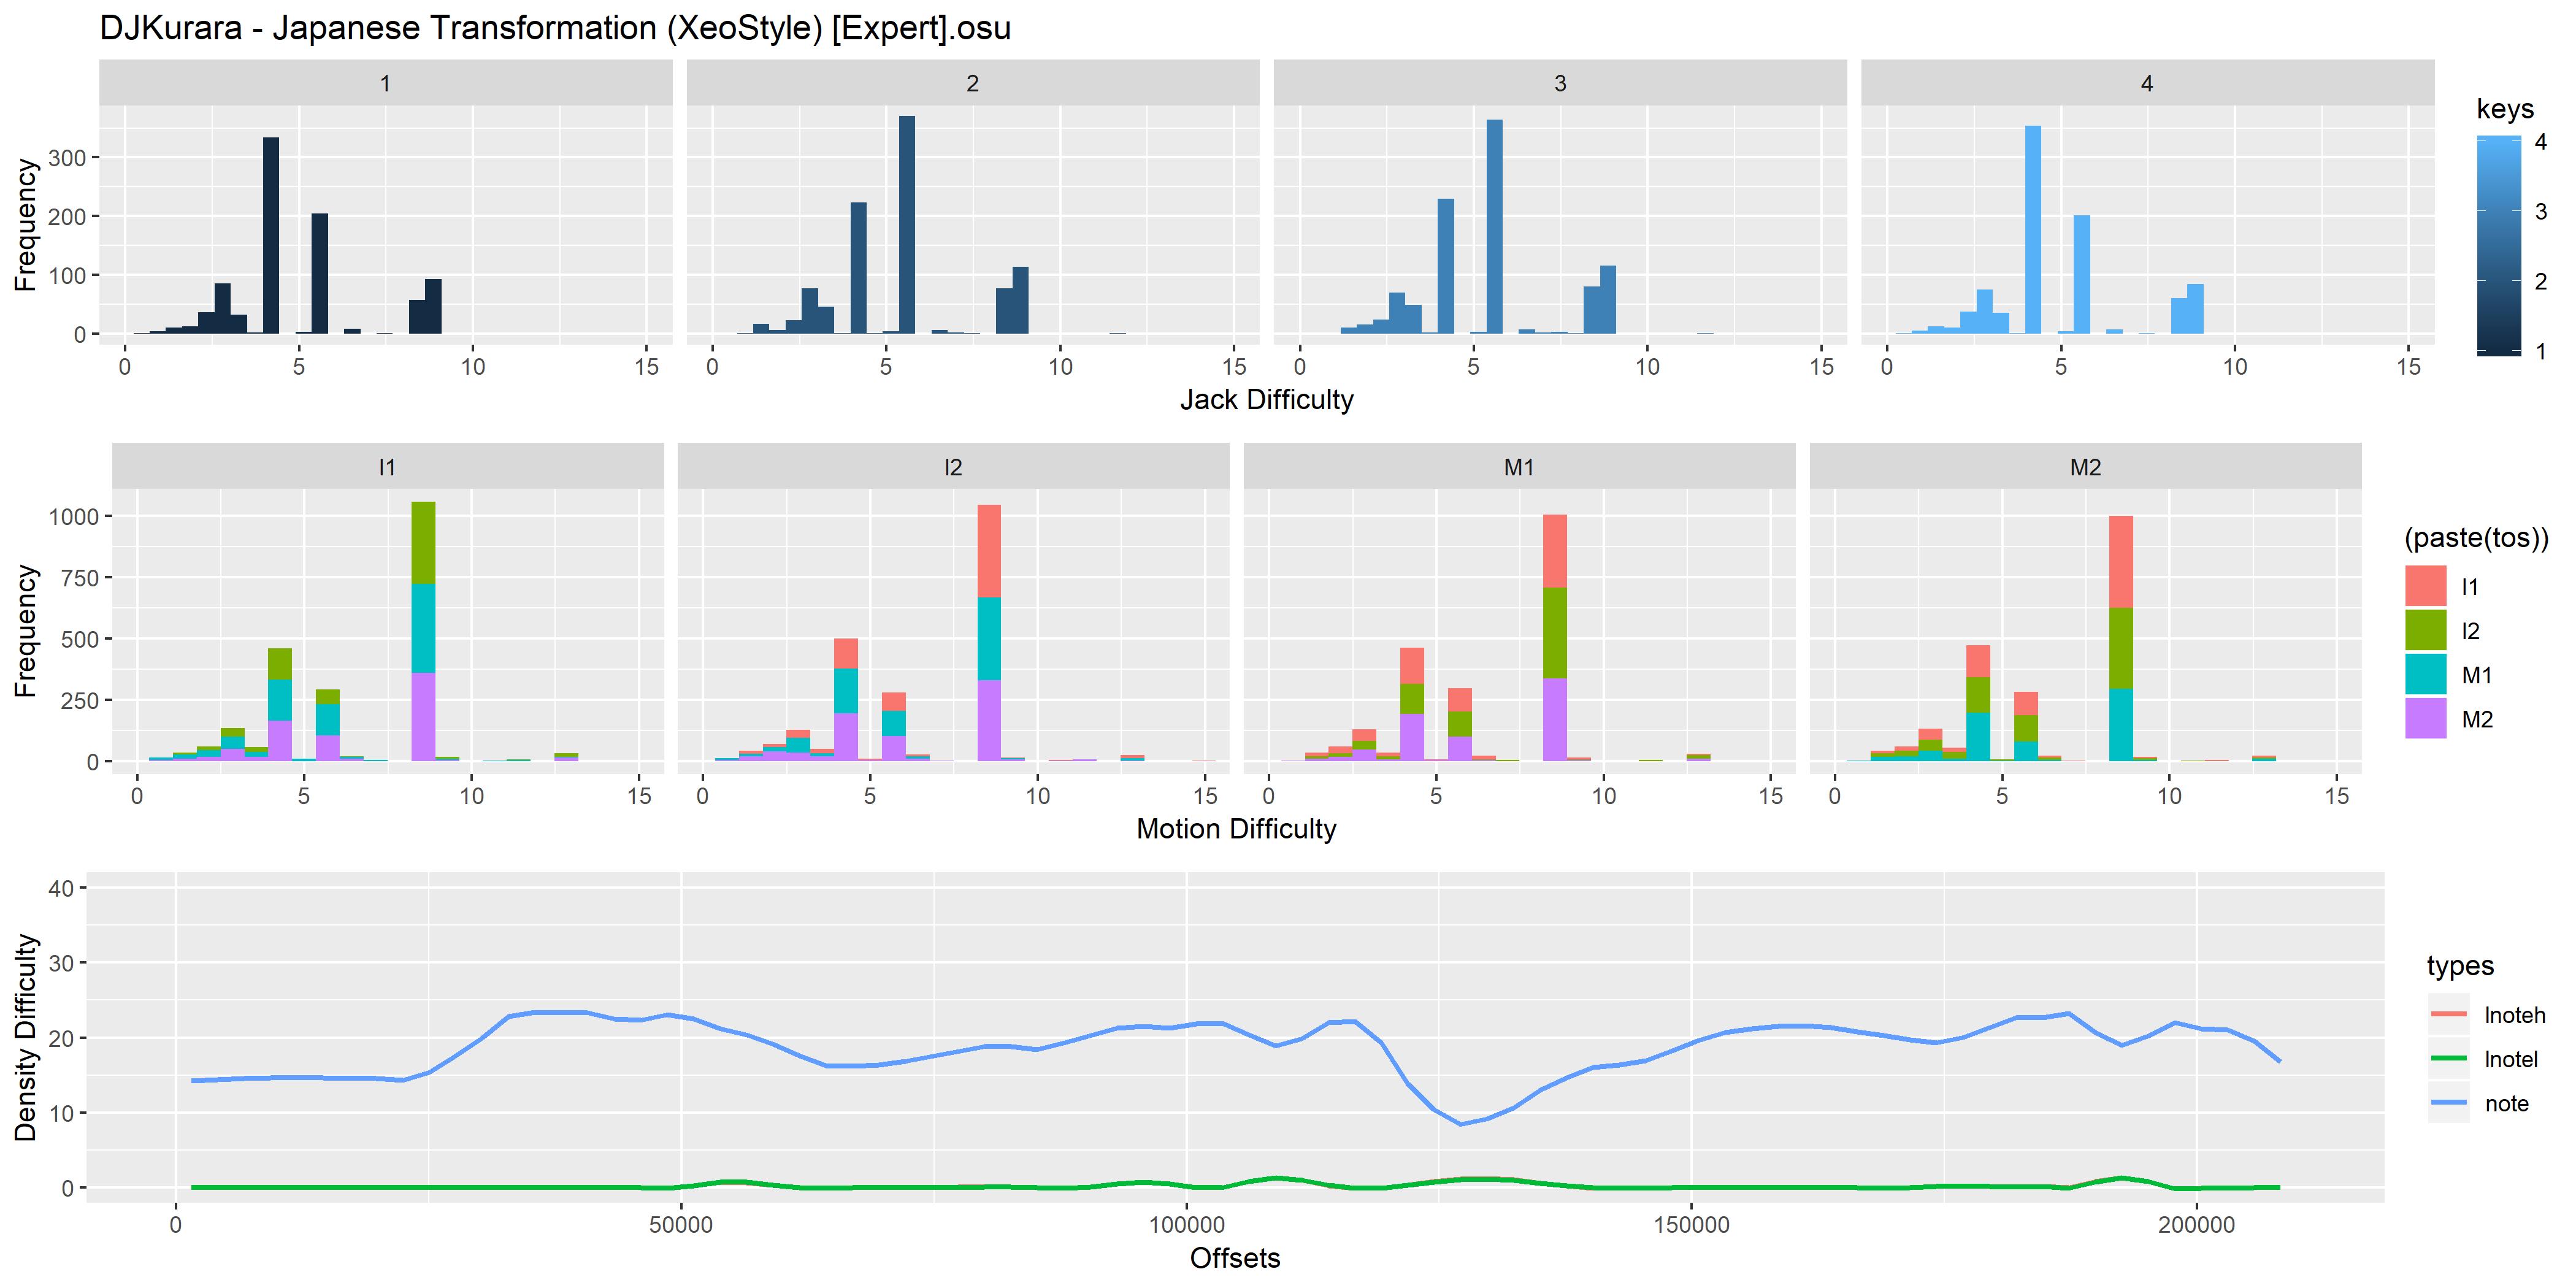 DJKurara - Japanese Transformation (XeoStyle) [Expert].osu
1 2 3 4
Frequency
300
200
100
0
0 5 10 15 0 5 10 15 0 5 10 15 0 5 10 15
Jack Difficulty
keys
4
3
2
1
I1 I2 M1 M2
Frequency
1000
750
500
250
0
0 5 10 15 0 5 10 15 0 5 10 15 0 5 10 15
Motion Difficulty
(paste(tos))
I1
I2
M1
M2
Density Difficulty
40
30
20
10
0
0 50000 100000 150000 200000
Offsets
types
lnoteh
lnotel
note